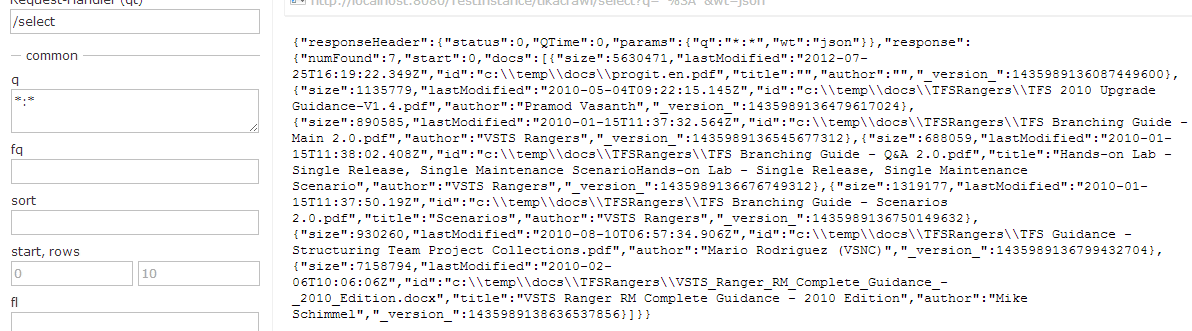 Request-Handler (qt)
/select
common
q
*:*
fq
sort
start, rows
0 10
fl
http://localhost:8080/TestInstance/tikacrawl/select?q=*%3A*&wt=json
{"responseHeader":{"status":0,"QTime":0,"params":{"q":"*:*","wt":"json"}},"response":
{"numFound":7,"start":0,"docs":[{"size":5630471,"lastModified":"2012-07-
25T16:19:22.349Z","id":"c:\\temp\\docs\\progit.en.pdf","title":"","author":"","_version_":1435989136087449600},
{"size":1135779,"lastModified":"2010-05-04T09:22:15.145Z","id":"c:\\temp\\docs\\TFSRangers\\TFS 2010 Upgrade
Guidance-V1.4.pdf","author":"Pramod Vasanth","_version_":1435989136479617024},
{"size":890585,"lastModified":"2010-01-15T11:37:32.564Z","id":"c:\\temp\\docs\\TFSRangers\\TFS Branching Guide -
Main 2.0.pdf","author":"VSTS Rangers","_version_":1435989136545677312},{"size":688059,"lastModified":"2010-01-
15T11:38:02.408Z","id":"c:\\temp\\docs\\TFSRangers\\TFS Branching Guide - Q&A 2.0.pdf","title":"Hands-on Lab -
Single Release, Single Maintenance ScenarioHands-on Lab - Single Release, Single Maintenance
Scenario","author":"VSTS Rangers","_version_":1435989136676749312},{"size":1319177,"lastModified":"2010-01-
15T11:37:50.19Z","id":"c:\\temp\\docs\\TFSRangers\\TFS Branching Guide - Scenarios
2.0.pdf","title":"Scenarios","author":"VSTS Rangers","_version_":1435989136750149632},
{"size":930260,"lastModified":"2010-08-10T06:57:34.906Z","id":"c:\\temp\\docs\\TFSRangers\\TFS Guidance -
Structuring Team Project Collections.pdf","author":"Mario Rodriguez (VSNC)","_version_":1435989136799432704},
{"size":7158794,"lastModified":"2010-02-
06T10:06:06Z","id":"c:\\temp\\docs\\TFSRangers\\VSTS_Ranger_RM_Complete_Guidance_-
_2010_Edition.docx","title":"VSTS Ranger RM Complete Guidance - 2010 Edition","author":"Mike
Schimmel","_version_":1435989138636537856}]}}